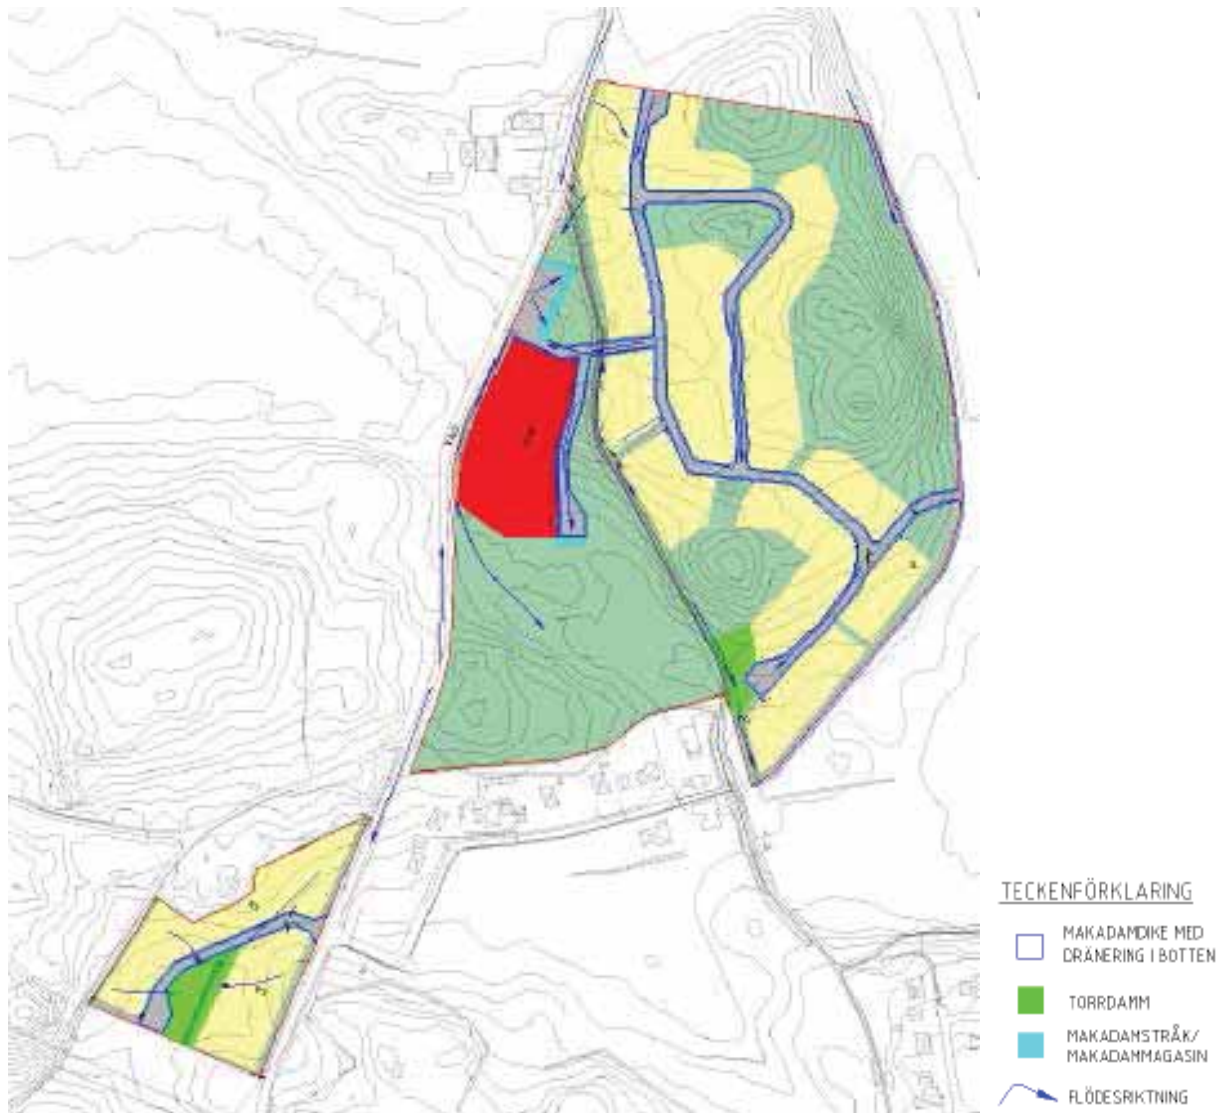 TECKENFÖRKLARING
MAKADAMDIKE MED
DRÄNERING I BOTTEN
TORRDAMM
MAKADAMSTRÅK/
MAKADAMMAGASIN
FLÖDESRIKTNING